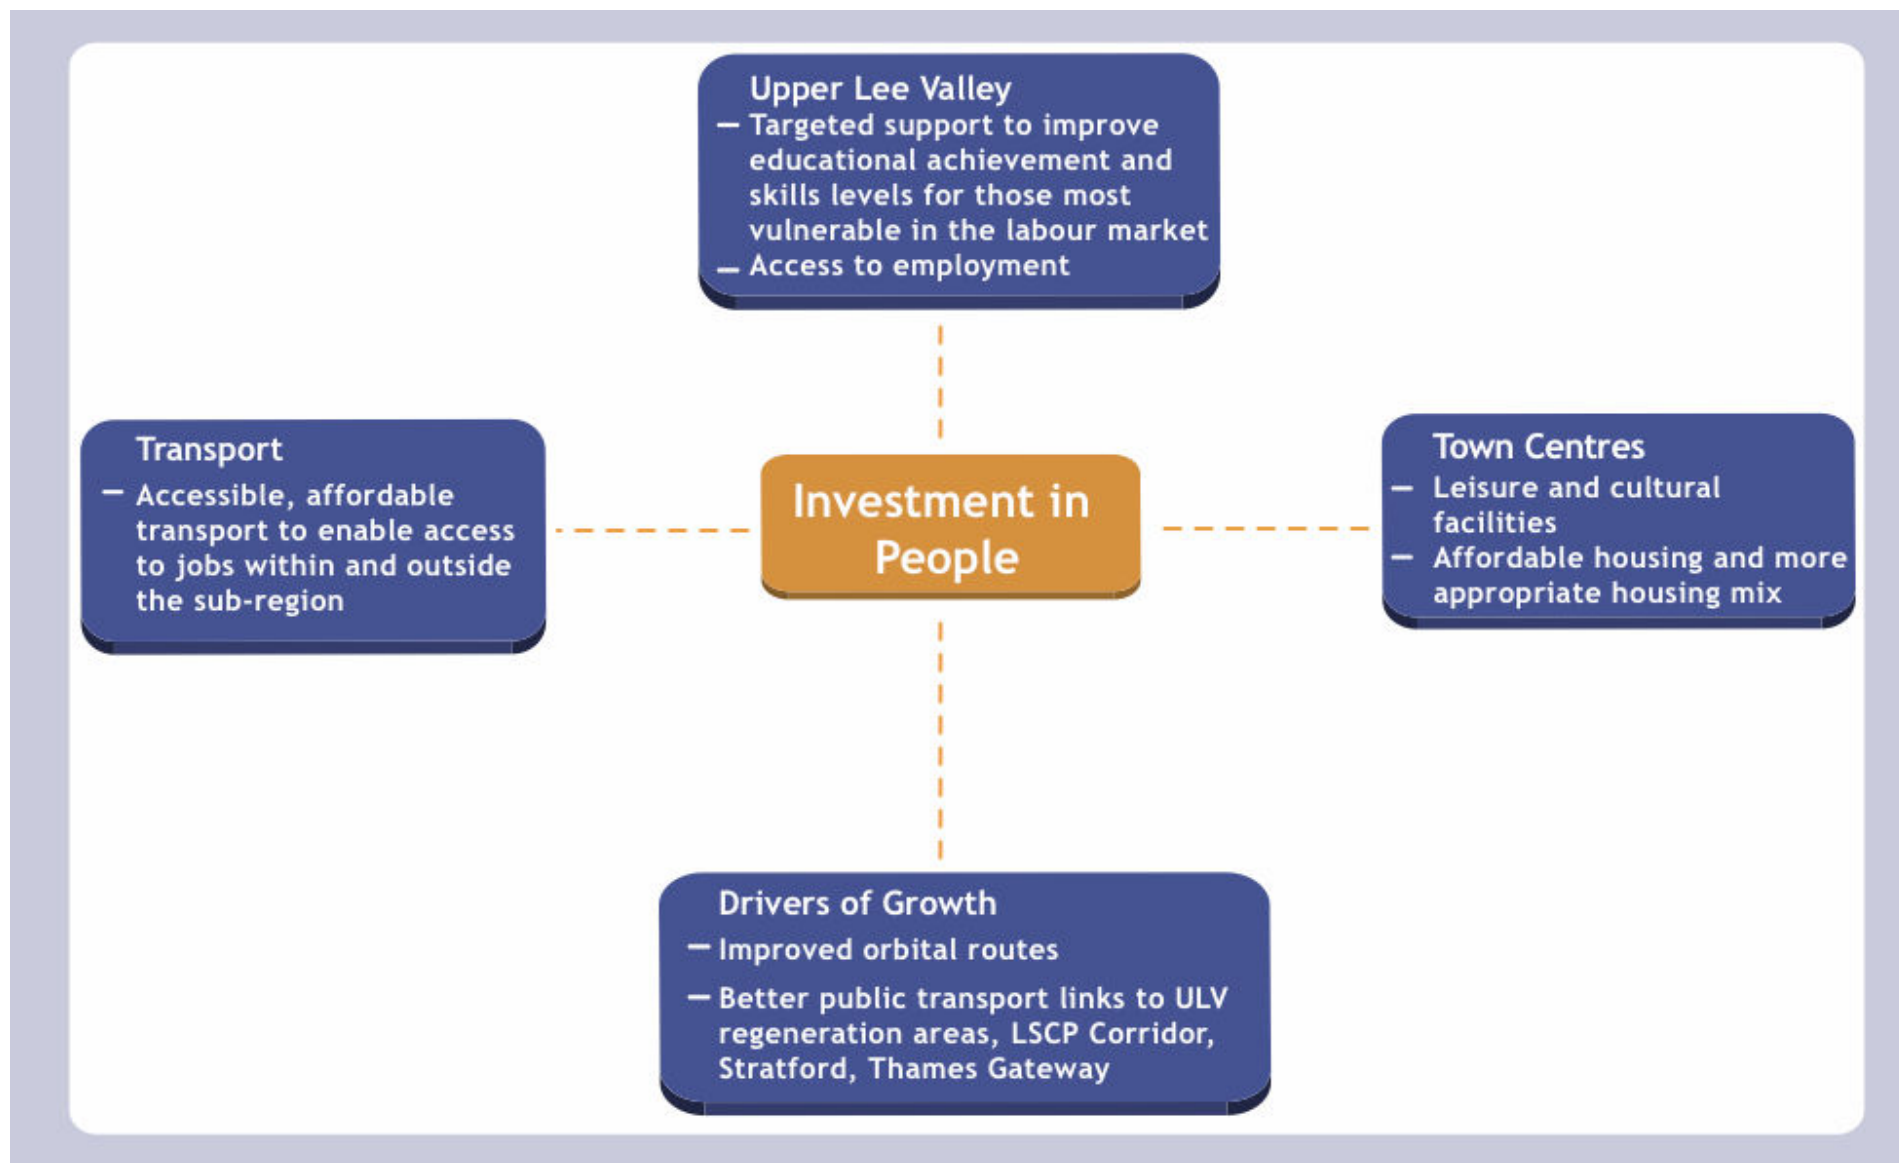 Upper Lee Valley
— Targeted support to improve
educational achievement and
skills levels for those most
vulnerable in the labour market
— Access to employment
Transport
— Accessible, affordable
transport to enable access
to jobs within and outside
the sub-region
Investment in
People
Town Centres
— Leisure and cultural
facilities
— Affordable housing and more
appropriate housing mix
Drivers of Growth
— Improved orbital routes
— Better public transport links to ULV
regeneration areas, LSCP Corridor,
Stratford, Thames Gateway